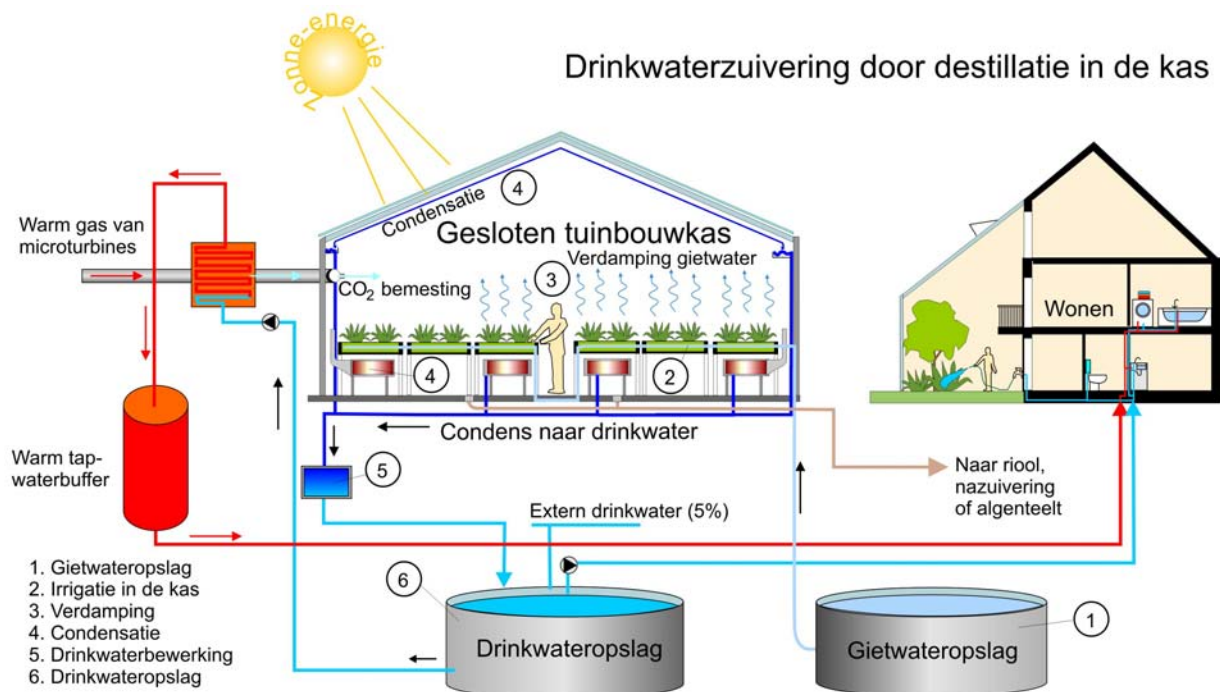 Zonne-energie
Drinkwaterzuivering door destillatie in de kas
Condensatie
4
Warm gas van
microturbines
Gesloten tuinbouwkas
Verdamping gietwater
3
CO2 bemesting
Wonen
4
2
Condens naar drinkwater
5
Warm tap-
waterbuffer
Naar riool,
nazuivering
of algenteelt
Extern drinkwater (5%)
1. Gietwateropslag
2. Irrigatie in de kas
3. Verdamping
4. Condensatie
5. Drinkwaterbewerking
6. Drinkwateropslag
6
Drinkwateropslag
Gietwateropslag
1